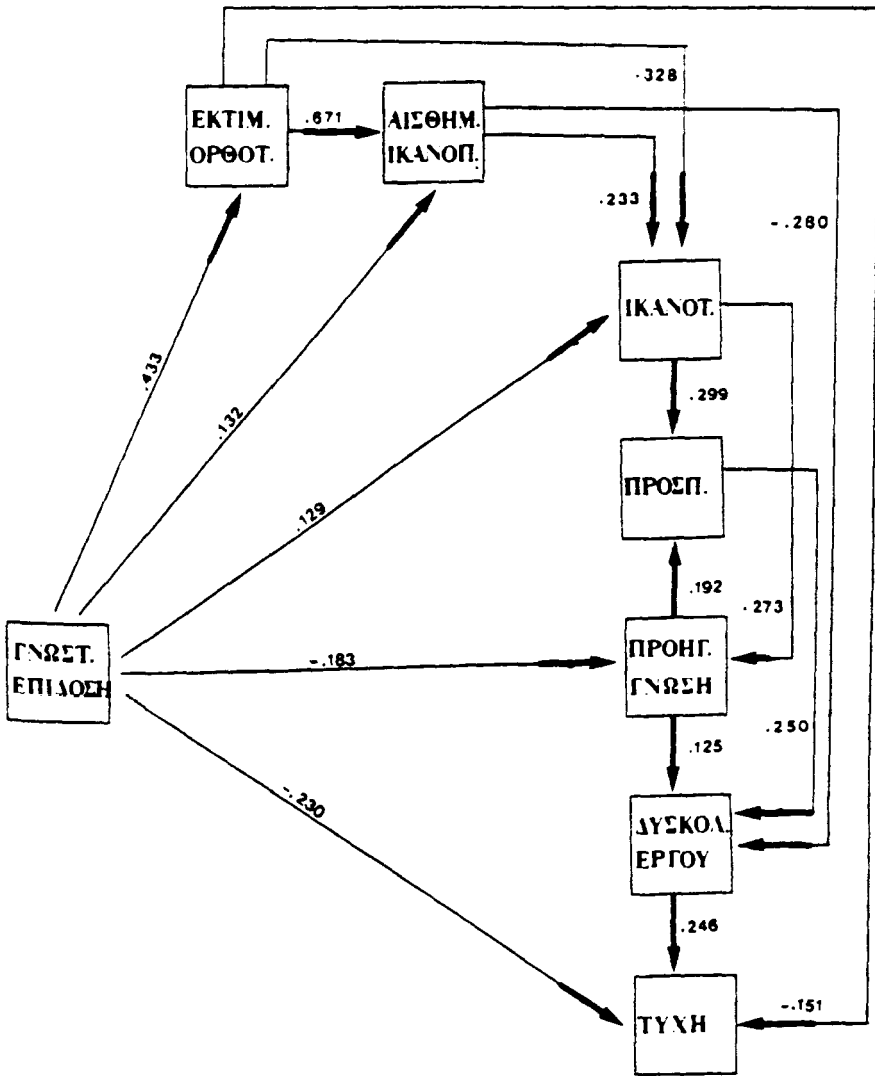 .328
ΕΚΤΙΜ.
ΟΡΘΟΤ.
.671
ΑΙΣΘΗΜ.
ΙΚΑΝΟΠ.
.233
-.280
ΙΚΑΝΟΤ.
.433
.132
.299
.129
ΠΡΟΣΠ.
.192
.273
ΓΝΩΣΤ.
ΕΠΙΔΟΣΗ
-.183
ΠΡΟΗΓ.
ΓΝΩΣΗ
.250
.125
-.230
ΔΥΣΚΟΛ.
ΕΡΓΟΥ
.246
ΤΥΧΗ
-.151